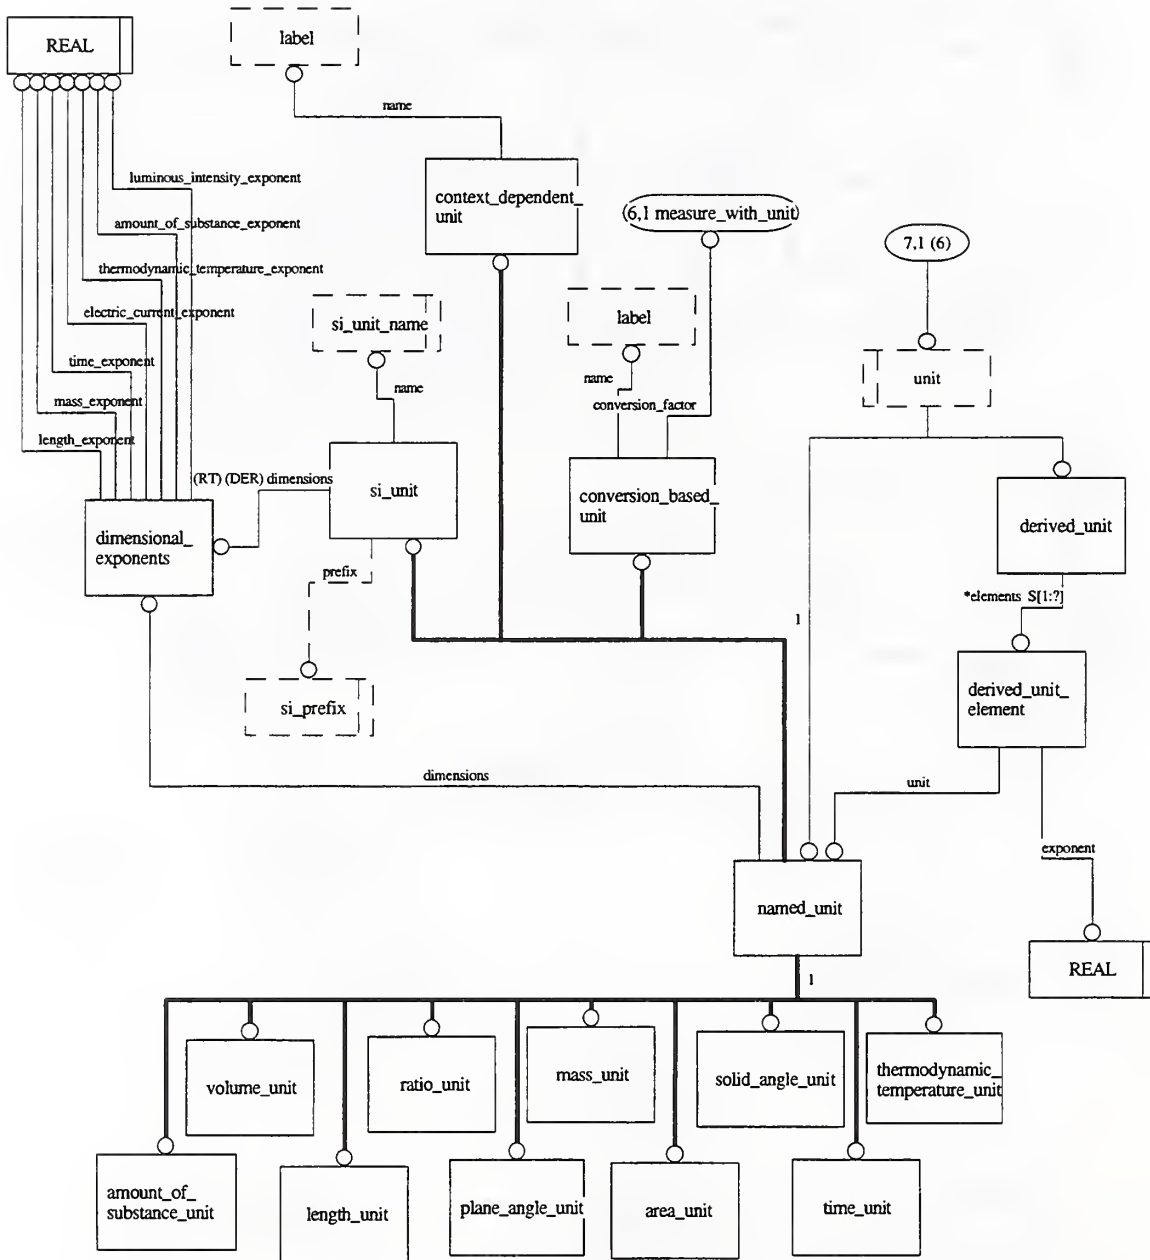 REAL
label
name
luminous_intensity_exponent
context_dependent_
unit
(6,1 measure_with_unit)
amount_of_substance_exponent
7,1 (6)
thermodynamic_temperature_exponent
electric_current_exponent
si_unit_name
label
time_exponent
name
name
unit
mass_exponent
conversion_factor
length_exponent
(RT) (DER) dimensions
si_unit
conversion_based_
unit
dimensional_
exponents
derived_unit
prefix
*elements S[1:?]
1
si_prefix
derived_unit_
element
dimensions
unit
exponent
named_unit
REAL
1
volume_unit
ratio_unit
mass_unit
solid_angle_unit
thermodynamic_
temperature_unit
amount_of_
substance_unit
length_unit
plane_angle_unit
area_unit
time_unit